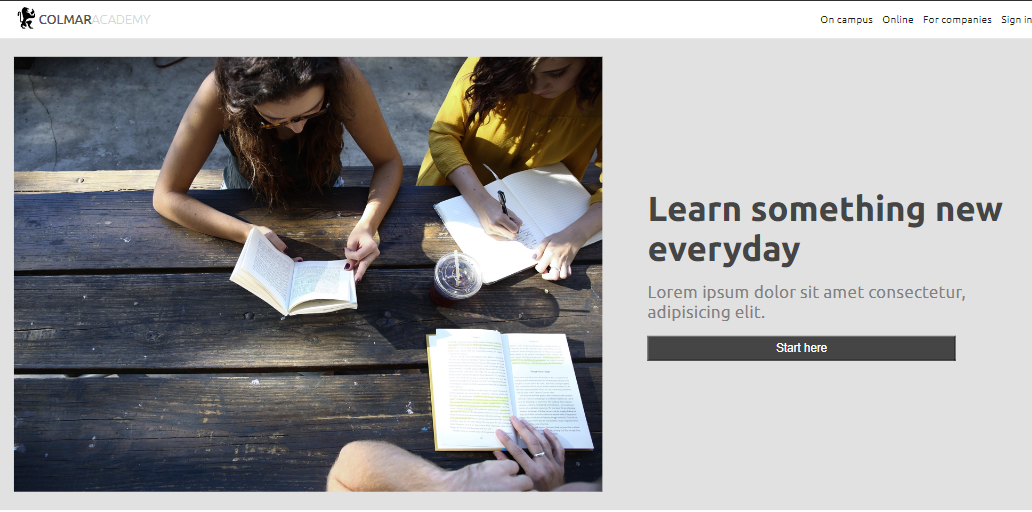 COLMARACADEMY
On campus Online For companies Sign in
Learn something new
everyday
Lorem ipsum dolor sit amet consectetur,
adipisicing elit.
Start here